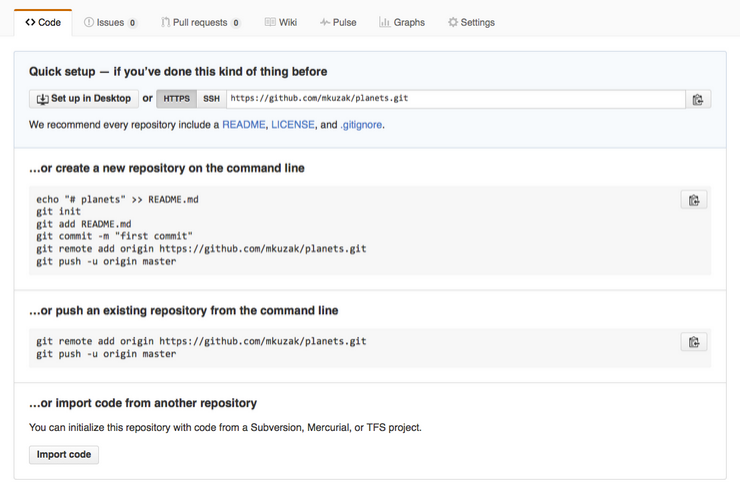 Code Issues 0 Pull requests 0 Wiki Pulse Graphs Settings
Quick setup — if you've done this kind of thing before
Set up in Desktop or HTTPS SSH https://github.com/mkuzak/planets.git
We recommend every repository include a README, LICENSE, and .gitignore.
…or create a new repository on the command line
echo "# planets" >> README.md
git init
git add README.md
git commit -m "first commit"
git remote add origin https://github.com/mkuzak/planets.git
git push -u origin master
…or push an existing repository from the command line
git remote add origin https://github.com/mkuzak/planets.git
git push -u origin master
…or import code from another repository
You can initialize this repository with code from a Subversion, Mercurial, or TFS project.
Import code